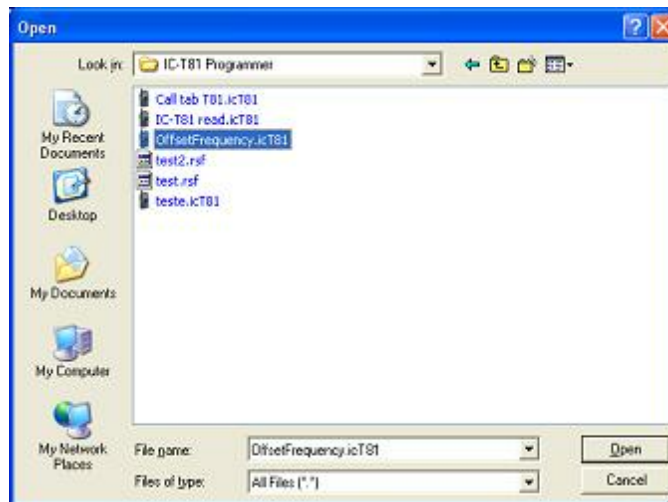 Open
Look in:
IC-T81 Programmer
Call tab T81.icT81
IC-T81 read.icT81
OffsetFrequency.icT81
test2.rsf
test.rsf
teste.icT81
My Recent
Documents
Desktop
My Documents
My Computer
My Network
Places
File name:
OffsetFrequency.icT81
Open
Files of type:
All Files (*.*)
Cancel